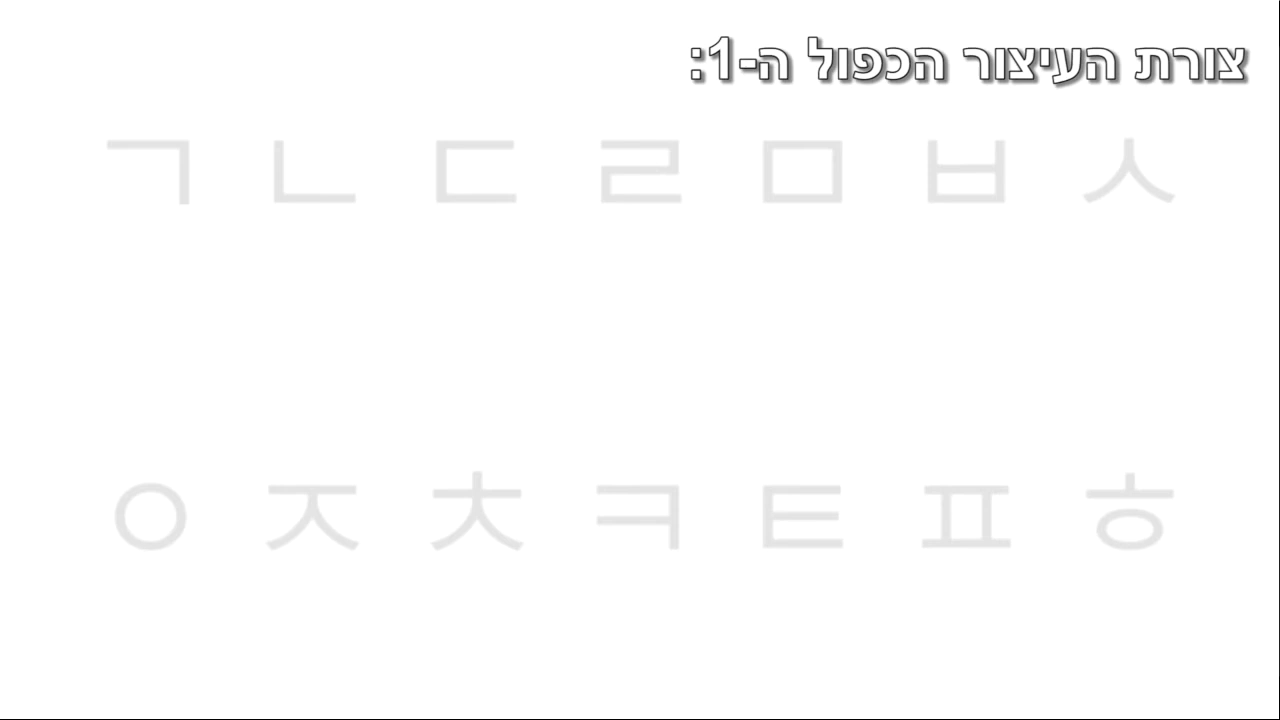 צורת העיצור הכפול ה-1:
ㄱ ㄴ ㄷ ㄹ ㅁ ㅂ ㅅ
ㅇ ㅈ ㅊ ㅋ ㅌ ㅍ ㅎ